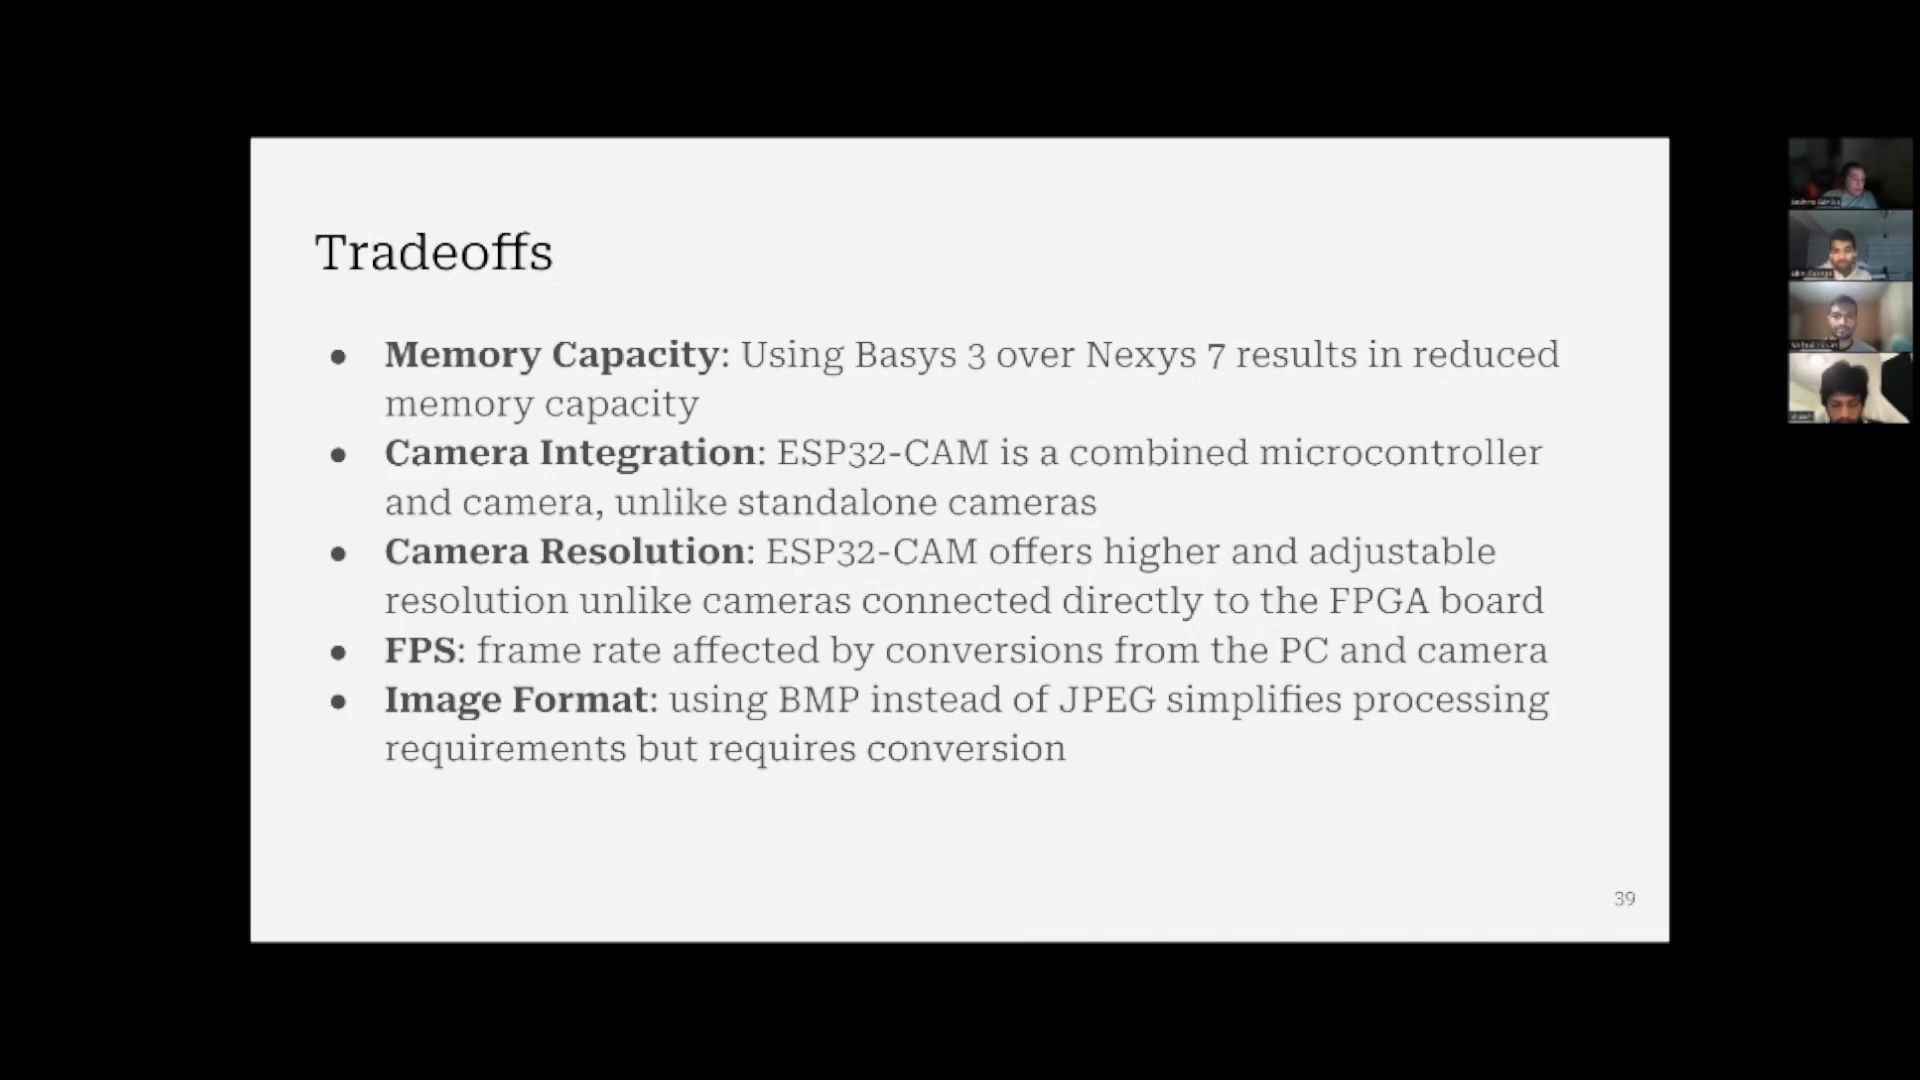 Tradeoffs
● Memory Capacity: Using Basys 3 over Nexys 7 results in reduced
memory capacity
● Camera Integration: ESP32-CAM is a combined microcontroller
and camera, unlike standalone cameras
● Camera Resolution: ESP32-CAM offers higher and adjustable
resolution unlike cameras connected directly to the FPGA board
● FPS: frame rate affected by conversions from the PC and camera
● Image Format: using BMP instead of JPEG simplifies processing
requirements but requires conversion
39